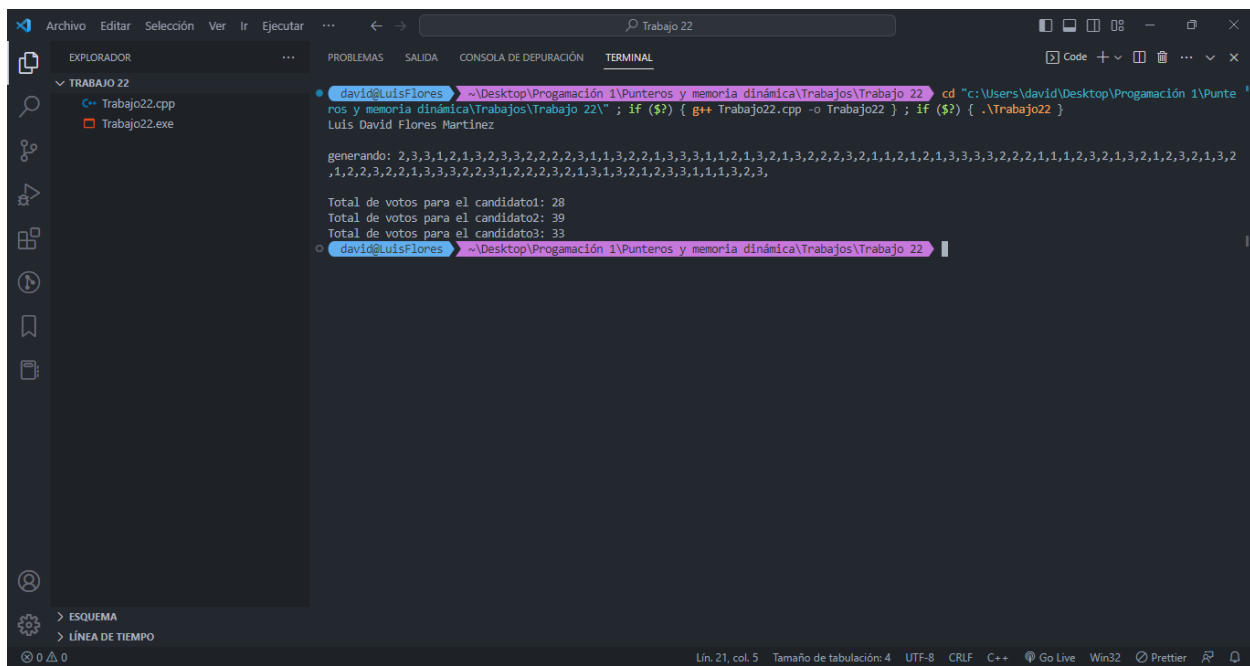 Archivo Editar Selección Ver Ir Ejecutar ... Trabajo 22
EXPLORADOR ...
TRABAJO 22
Trabajo22.cpp
Trabajo22.exe
PROBLEMAS SALIDA CONSOLA DE DEPURACIÓN TERMINAL Code
david@LuisFlores ~\Desktop\Progamación 1\Punteros y memoria dinámica\Trabajos\Trabajo 22 cd "c:\Users\david\Desktop\Progamación 1\Punte
ros y memoria dinámica\Trabajos\Trabajo 22\" ; if ($?) { g++ Trabajo22.cpp -o Trabajo22 } ; if ($?) { .\Trabajo22 }
Luis David Flores Martinez
generando: 2,3,3,1,2,1,3,2,3,3,2,2,2,2,3,1,1,3,2,2,1,3,3,3,1,1,2,1,3,2,1,3,2,2,2,3,2,1,1,2,1,2,1,3,3,3,3,2,2,2,1,1,1,2,3,2,1,3,2,1,2,3,2,1,3,2
,1,2,2,3,2,2,1,3,3,3,2,2,3,1,2,2,2,3,2,1,3,1,3,2,1,2,3,3,1,1,1,3,2,3,
Total de votos para el candidato1: 28
Total de votos para el candidato2: 39
Total de votos para el candidato3: 33
david@LuisFlores ~\Desktop\Progamación 1\Punteros y memoria dinámica\Trabajos\Trabajo 22
ESQUEMA
LÍNEA DE TIEMPO
0 0 Lín. 21, col. 5 Tamaño de tabulación: 4 UTF-8 CRLF C++ Go Live Win32 Prettier